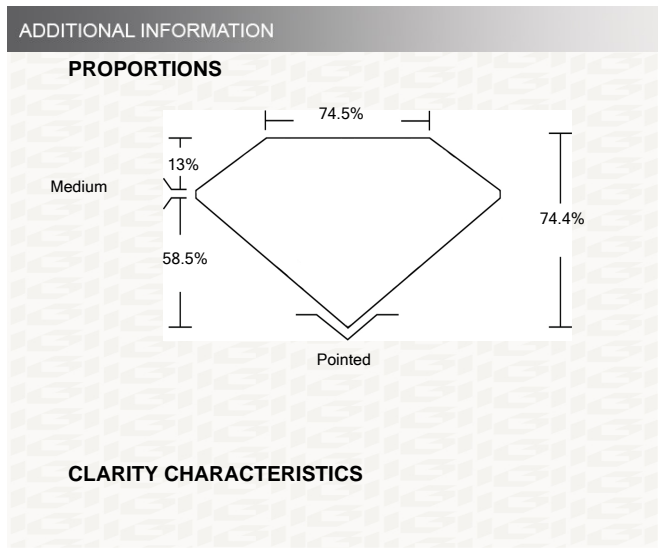 ADDITIONAL INFORMATION
PROPORTIONS
74.5%
13%
Medium
74.4%
58.5%
Pointed
CLARITY CHARACTERISTICS